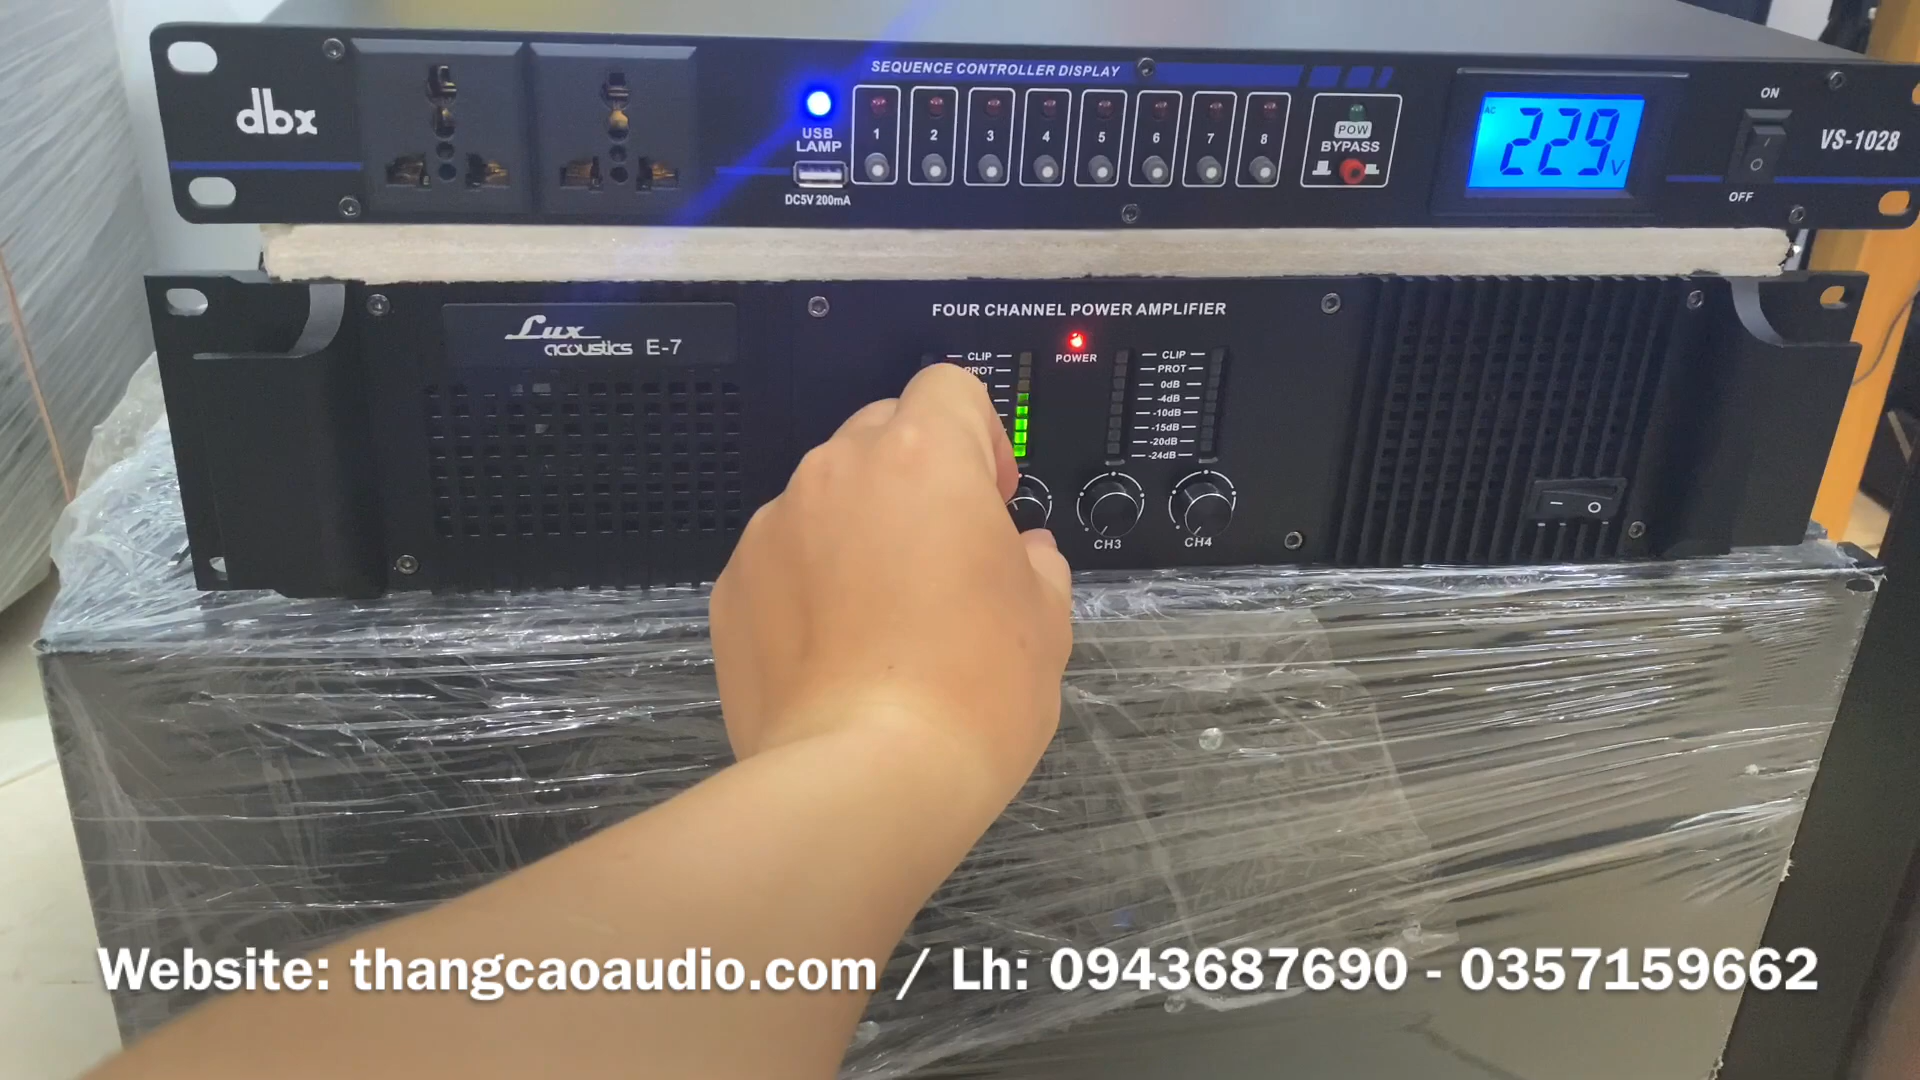 dbx
SEQUENCE CONTROLLER DISPLAY
USB
LAMP
DC5V 200mA
1 2 3 4 5 6 7 8
POW
BYPASS
AC
229V
ON
OFF
VS-1028
Lux
acoustics E-7
FOUR CHANNEL POWER AMPLIFIER
POWER
CLIP
CLIP
PROT
0dB
-4dB
-10dB
-15dB
-20dB
-24dB
CH3
CH4
Website: thangcaoaudio.com / Lh: 0943687690 - 0357159662